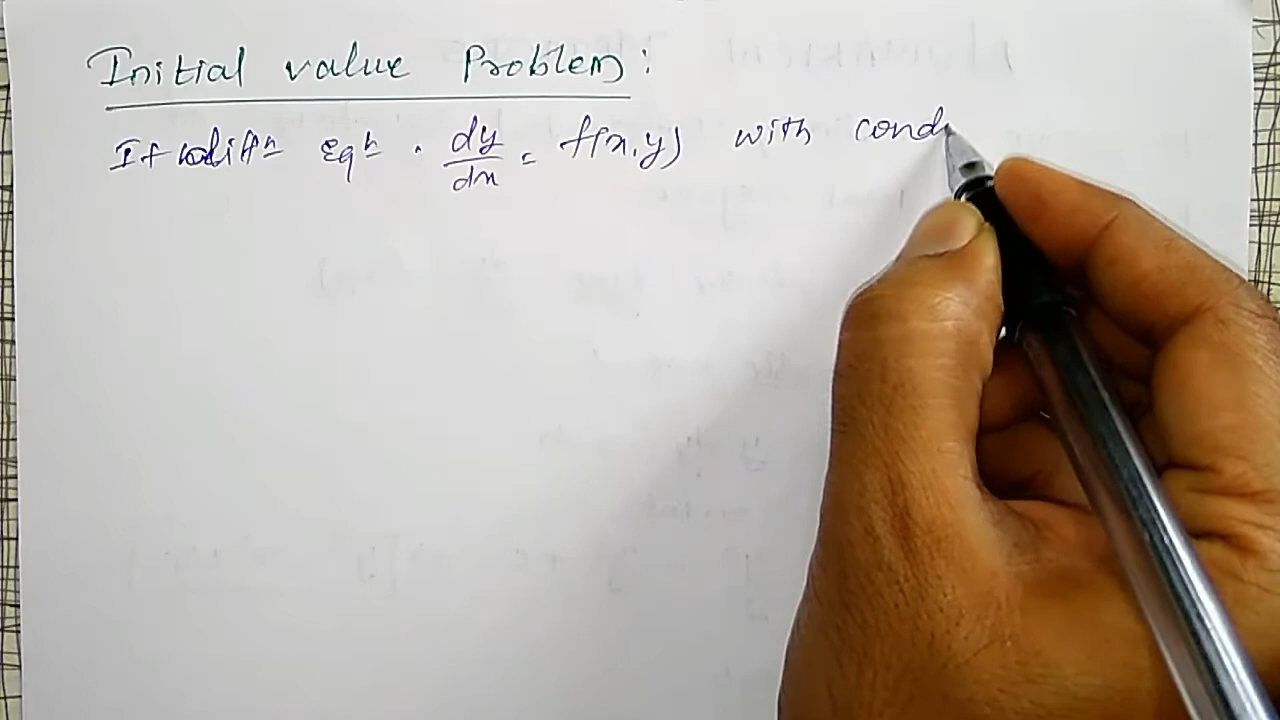 Initial value Problem:
If diffn Eqn. dy/dx = f(x,y) with cond